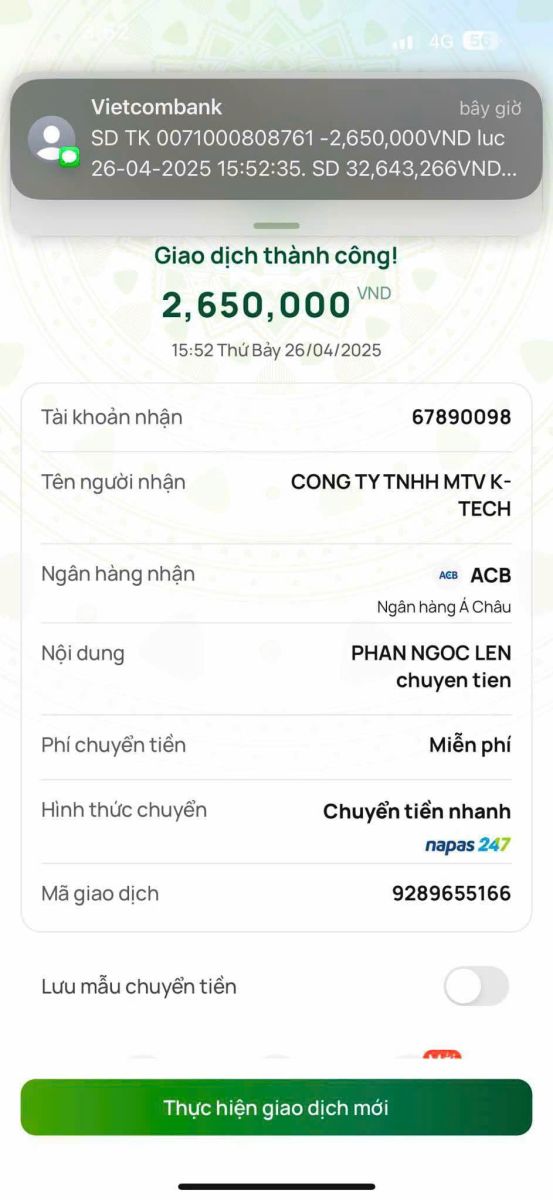 4G 56
Vietcombank
bây giờ
SD TK 0071000808761 -2,650,000VND luc
26-04-2025 15:52:35. SD 32,643,266VND...
Giao dịch thành công!
2,650,000 VND
15:52 Thứ Bảy 26/04/2025
Tài khoản nhận
67890098
Tên người nhận
CONG TY TNHH MTV K-
TECH
Ngân hàng nhận
ACB ACB
Ngân hàng Á Châu
Nội dung
PHAN NGOC LEN
chuyen tien
Phí chuyển tiền
Miễn phí
Hình thức chuyển
Chuyển tiền nhanh
napas 247
Mã giao dịch
9289655166
Lưu mẫu chuyển tiền
Thực hiện giao dịch mới